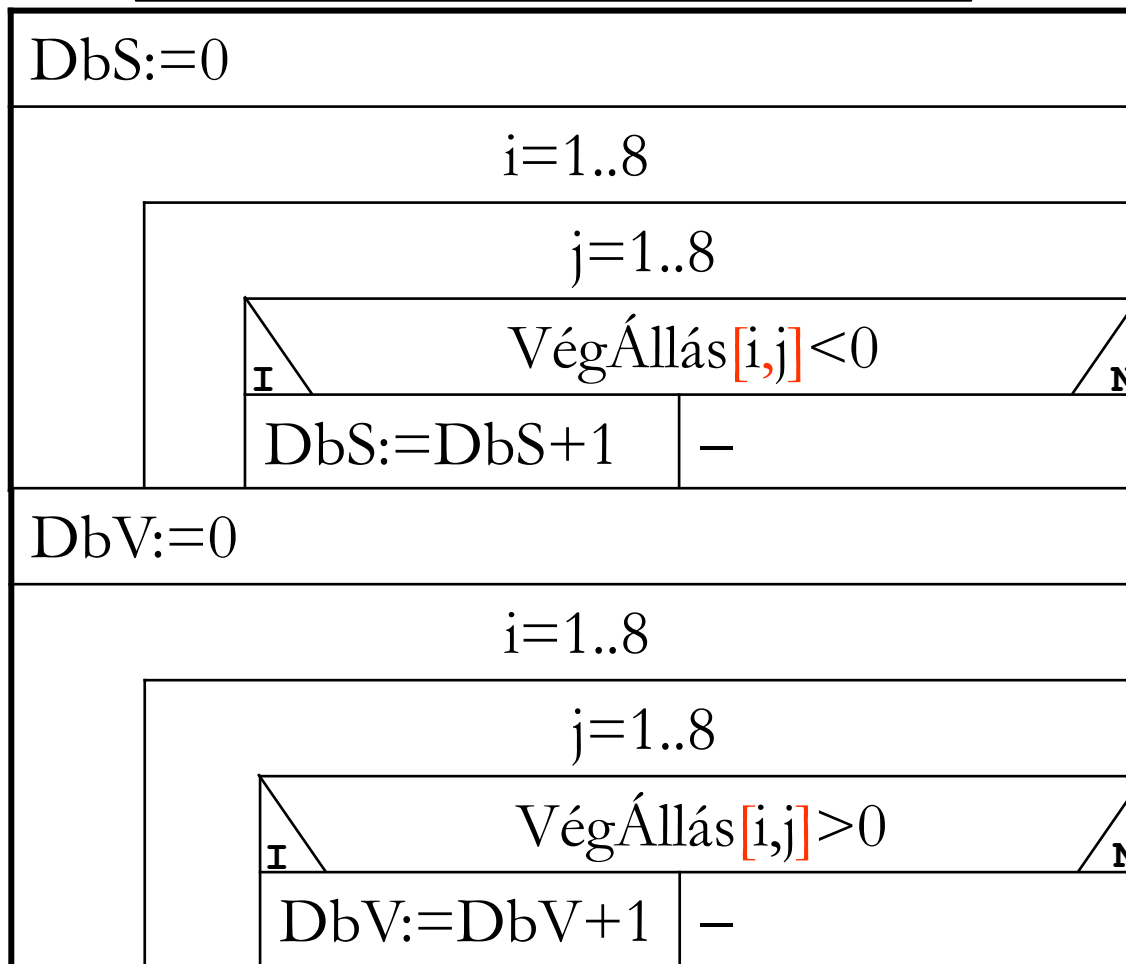 DbS:=0
i=1..8
j=1..8
VégÁllás[i,j]<0
I N
DbS:=DbS+1 –
DbV:=0
i=1..8
j=1..8
VégÁllás[i,j]>0
I N
DbV:=DbV+1 –